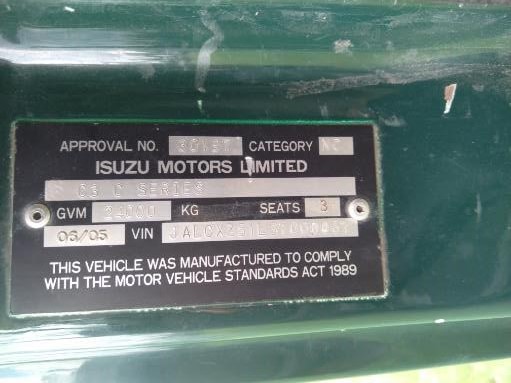 APPROVAL NO. CATEGORY NC
ISUZU MOTORS LIMITED
SERIES
GVM 24000 KG SEATS 3
06/05 VIN
THIS VEHICLE WAS MANUFACTURED TO COMPLY
WITH THE MOTOR VEHICLE STANDARDS ACT 1989